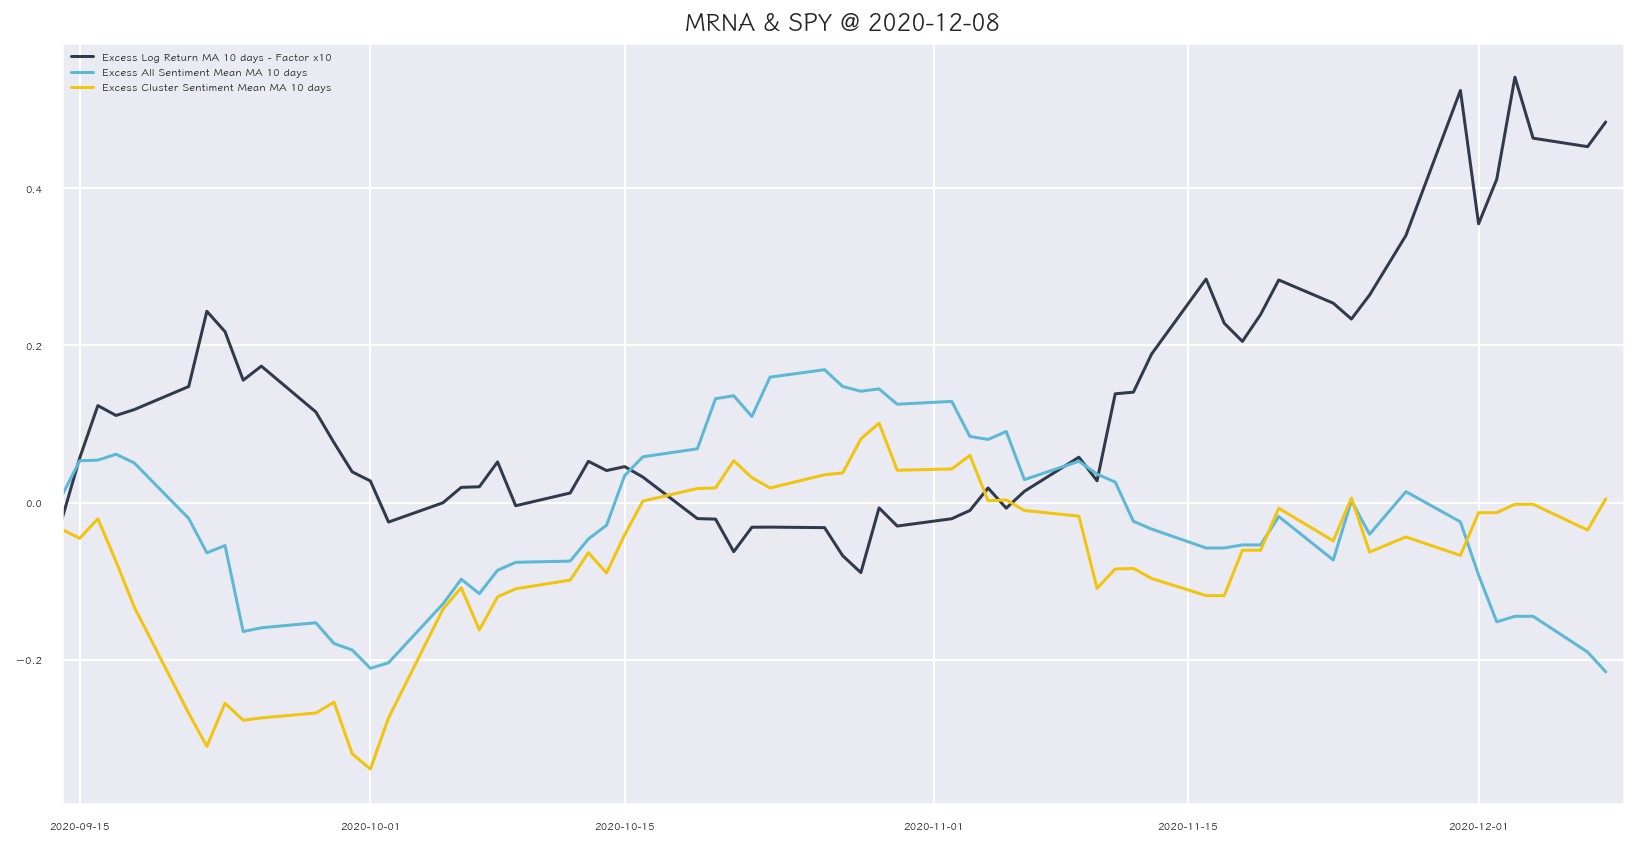 MRNA & SPY @ 2020-12-08
Excess Log Return MA 10 days - Factor x10
Excess All Sentiment Mean MA 10 days
Excess Cluster Sentiment Mean MA 10 days
0.4
0.2
0.0
−0.2
2020-09-15 2020-10-01 2020-10-15 2020-11-01 2020-11-15 2020-12-01